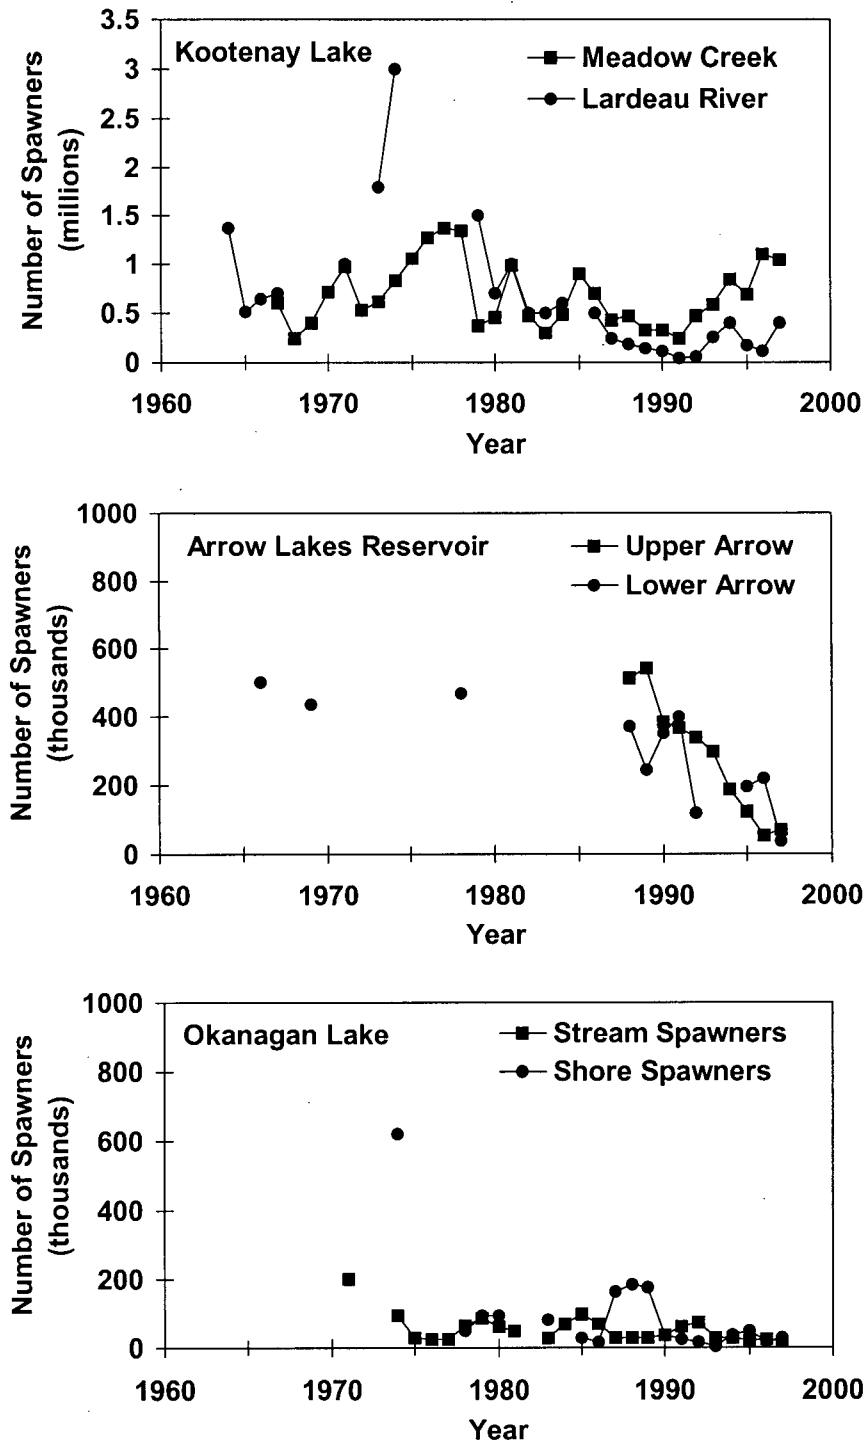 3.5
Kootenay Lake
Meadow Creek
Lardeau River
3
2.5
2
1.5
1
0.5
0
Number of Spawners
(millions)
1960 1970 1980 1990 2000
Year
1000
Arrow Lakes Reservoir
Upper Arrow
Lower Arrow
800
600
400
200
0
Number of Spawners
(thousands)
1960 1970 1980 1990 2000
Year
1000
Okanagan Lake
Stream Spawners
Shore Spawners
800
600
400
200
0
Number of Spawners
(thousands)
1960 1970 1980 1990 2000
Year